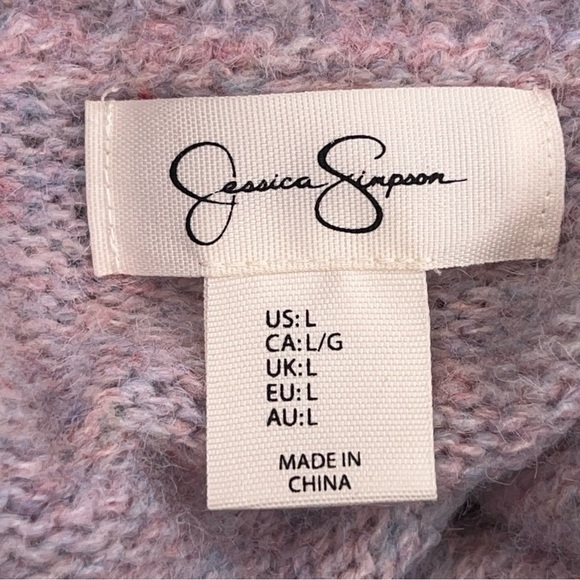 Jessica Simpson
US: L
CA: L/G
UK: L
EU: L
AU: L
MADE IN
CHINA